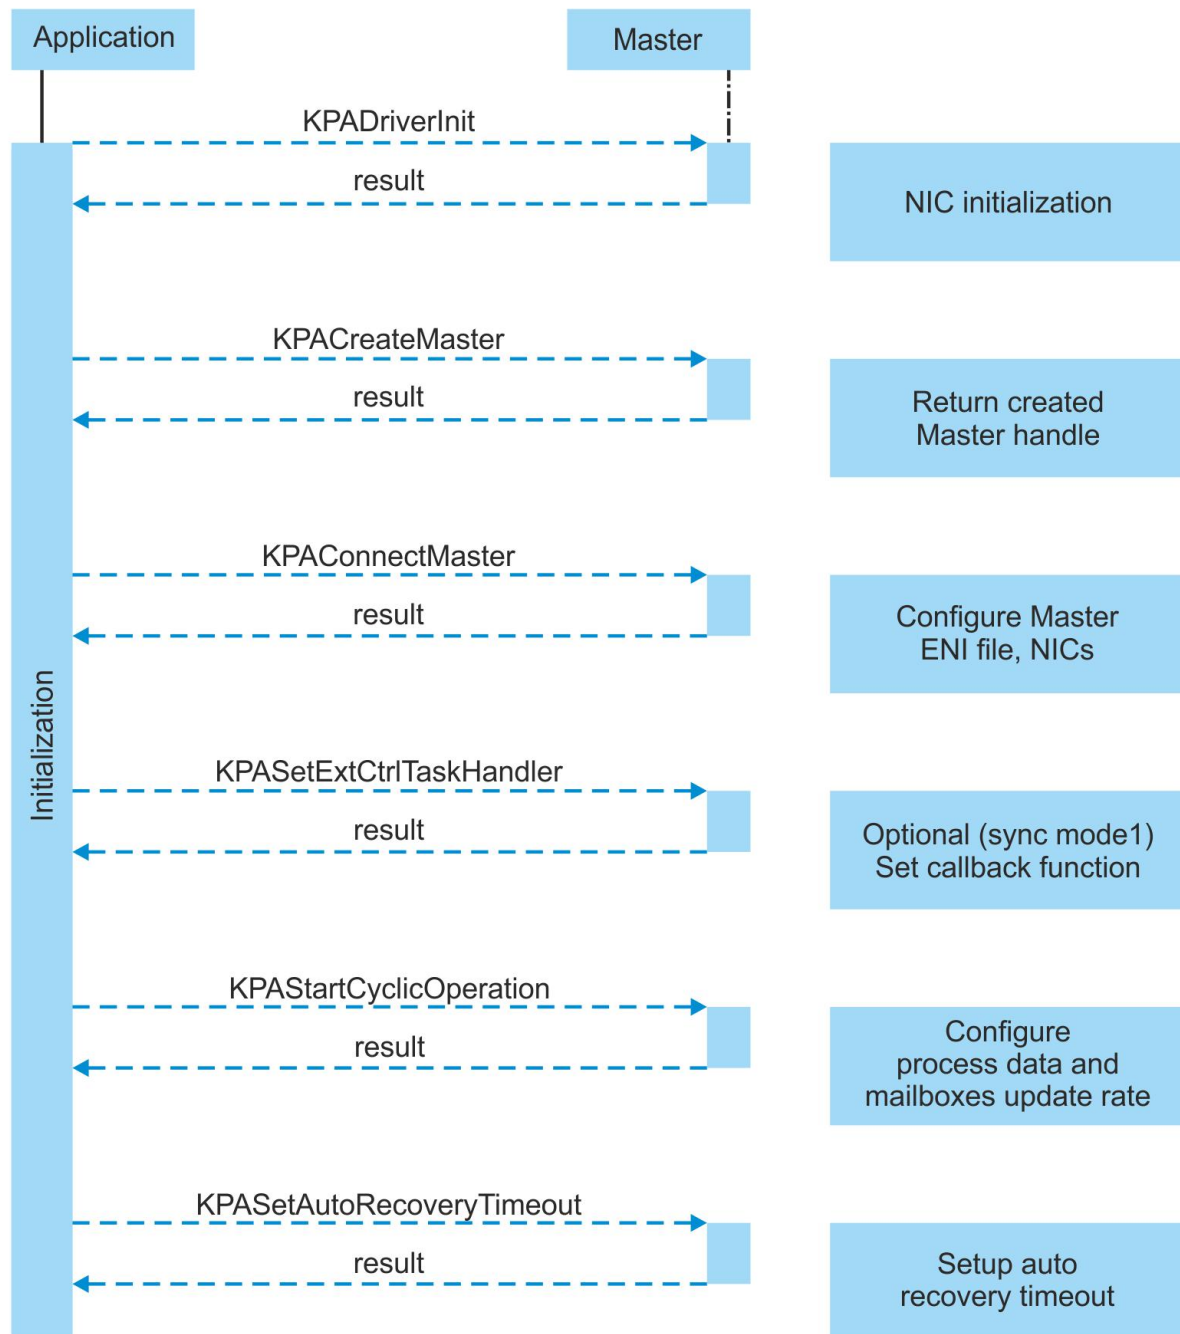 Application
Master
KPADriverInit
result
NIC initialization
KPACreateMaster
result
Return created
Master handle
KPAConnectMaster
result
Configure Master
ENI file, NICs
Initialization
KPASetExtCtrlTaskHandler
result
Optional (sync mode1)
Set callback function
KPAStartCyclicOperation
result
Configure
process data and
mailboxes update rate
KPASetAutoRecoveryTimeout
result
Setup auto
recovery timeout